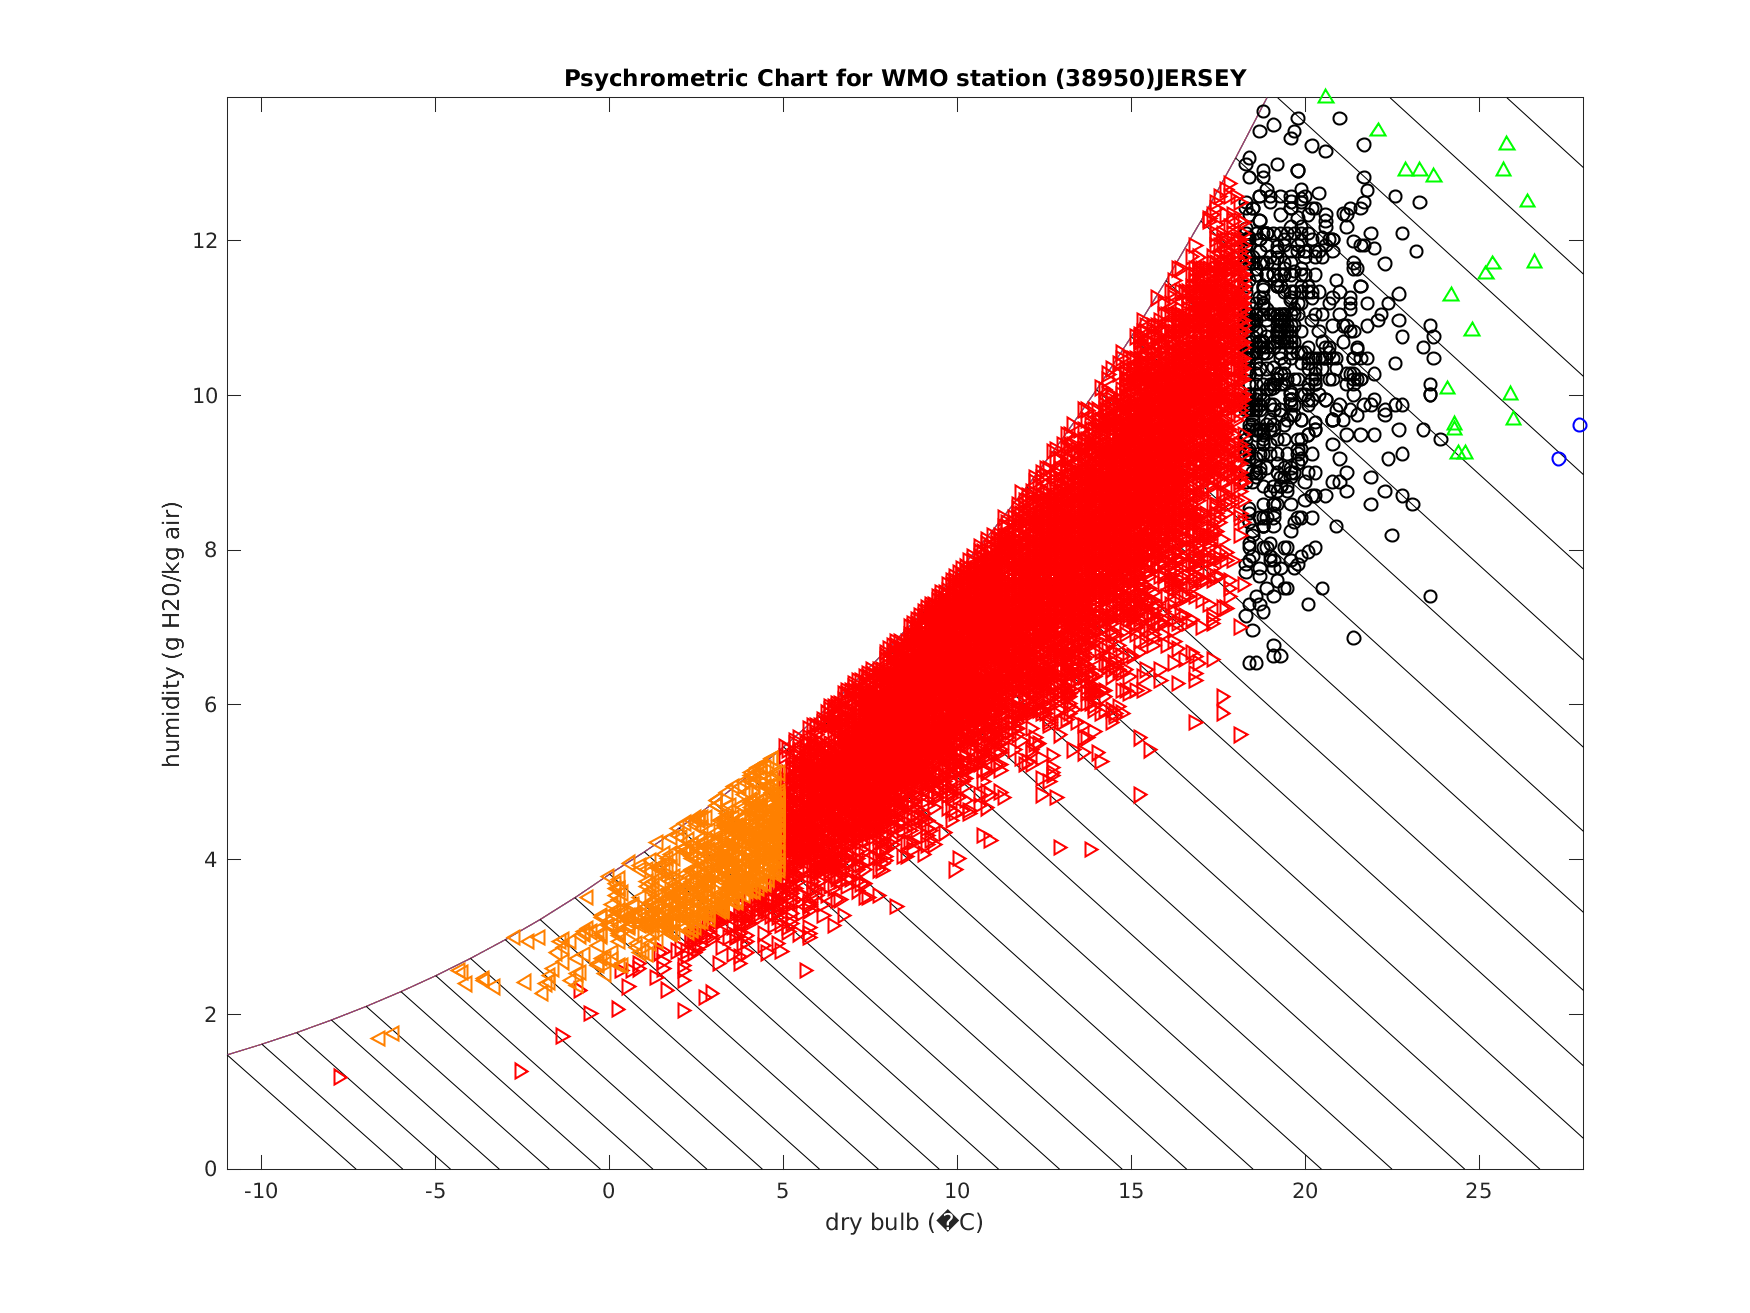 Psychrometric Chart for WMO station (38950)JERSEY
humidity (g H20/kg air)
12
10
8
6
4
2
0
-10 -5 0 5 10 15 20 25
dry bulb (�C)